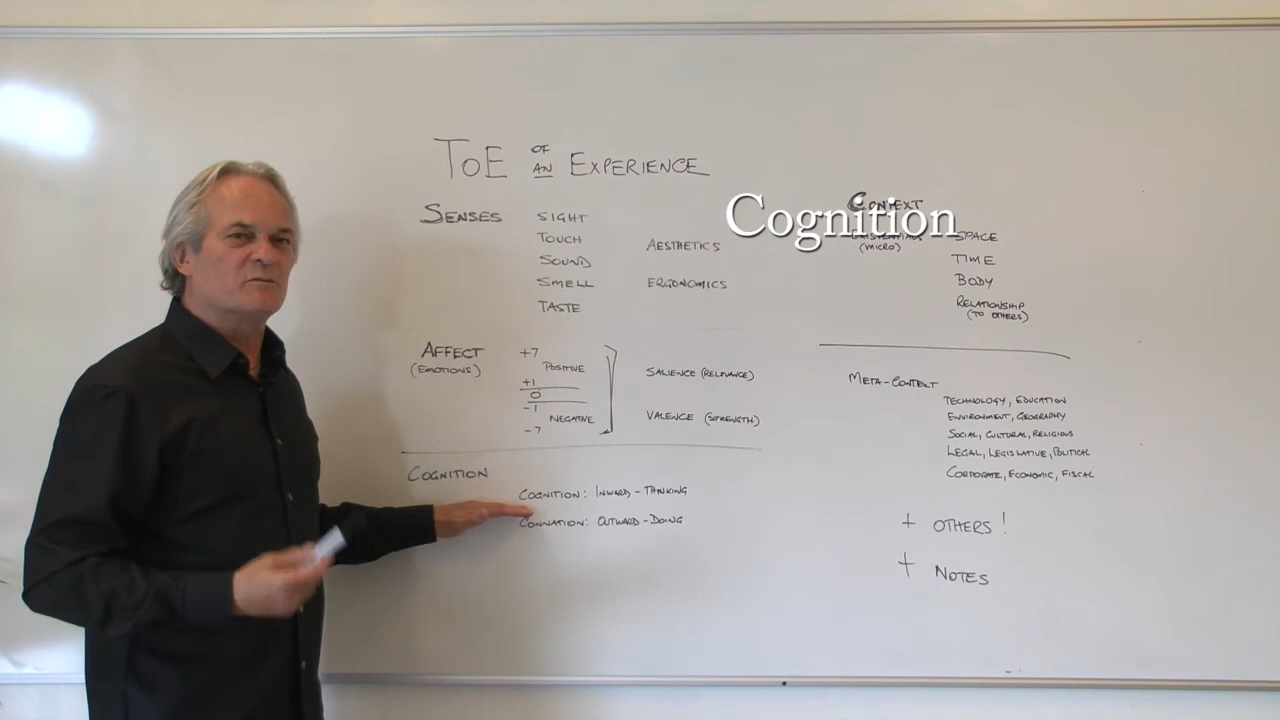 ToE OF AN EXPERIENCE
SENSES
SIGHT
TOUCH
SOUND
SMELL
TASTE
AESTHETICS
ERGONOMICS
AFFECT
(EMOTIONS)
+7
POSITIVE
+1
0
-1
NEGATIVE
-7
SALIENCE (RELEVANCE)
VALENCE (STRENGTH)
COGNITION
COGNITION: INWARD - THINKING
CONNATION: OUTWARD - DOING
Cognition
CONTEXT
(MICRO)
SPACE
TIME
BODY
RELATIONSHIP
(TO OTHERS)
META-CONTEXT
TECHNOLOGY, EDUCATION
ENVIRONMENT, GEOGRAPHY
SOCIAL, CULTURAL, RELIGIOUS
LEGAL, LEGISLATIVE, POLITICAL
CORPORATE, ECONOMIC, FISCAL
+ OTHERS!
+ NOTES